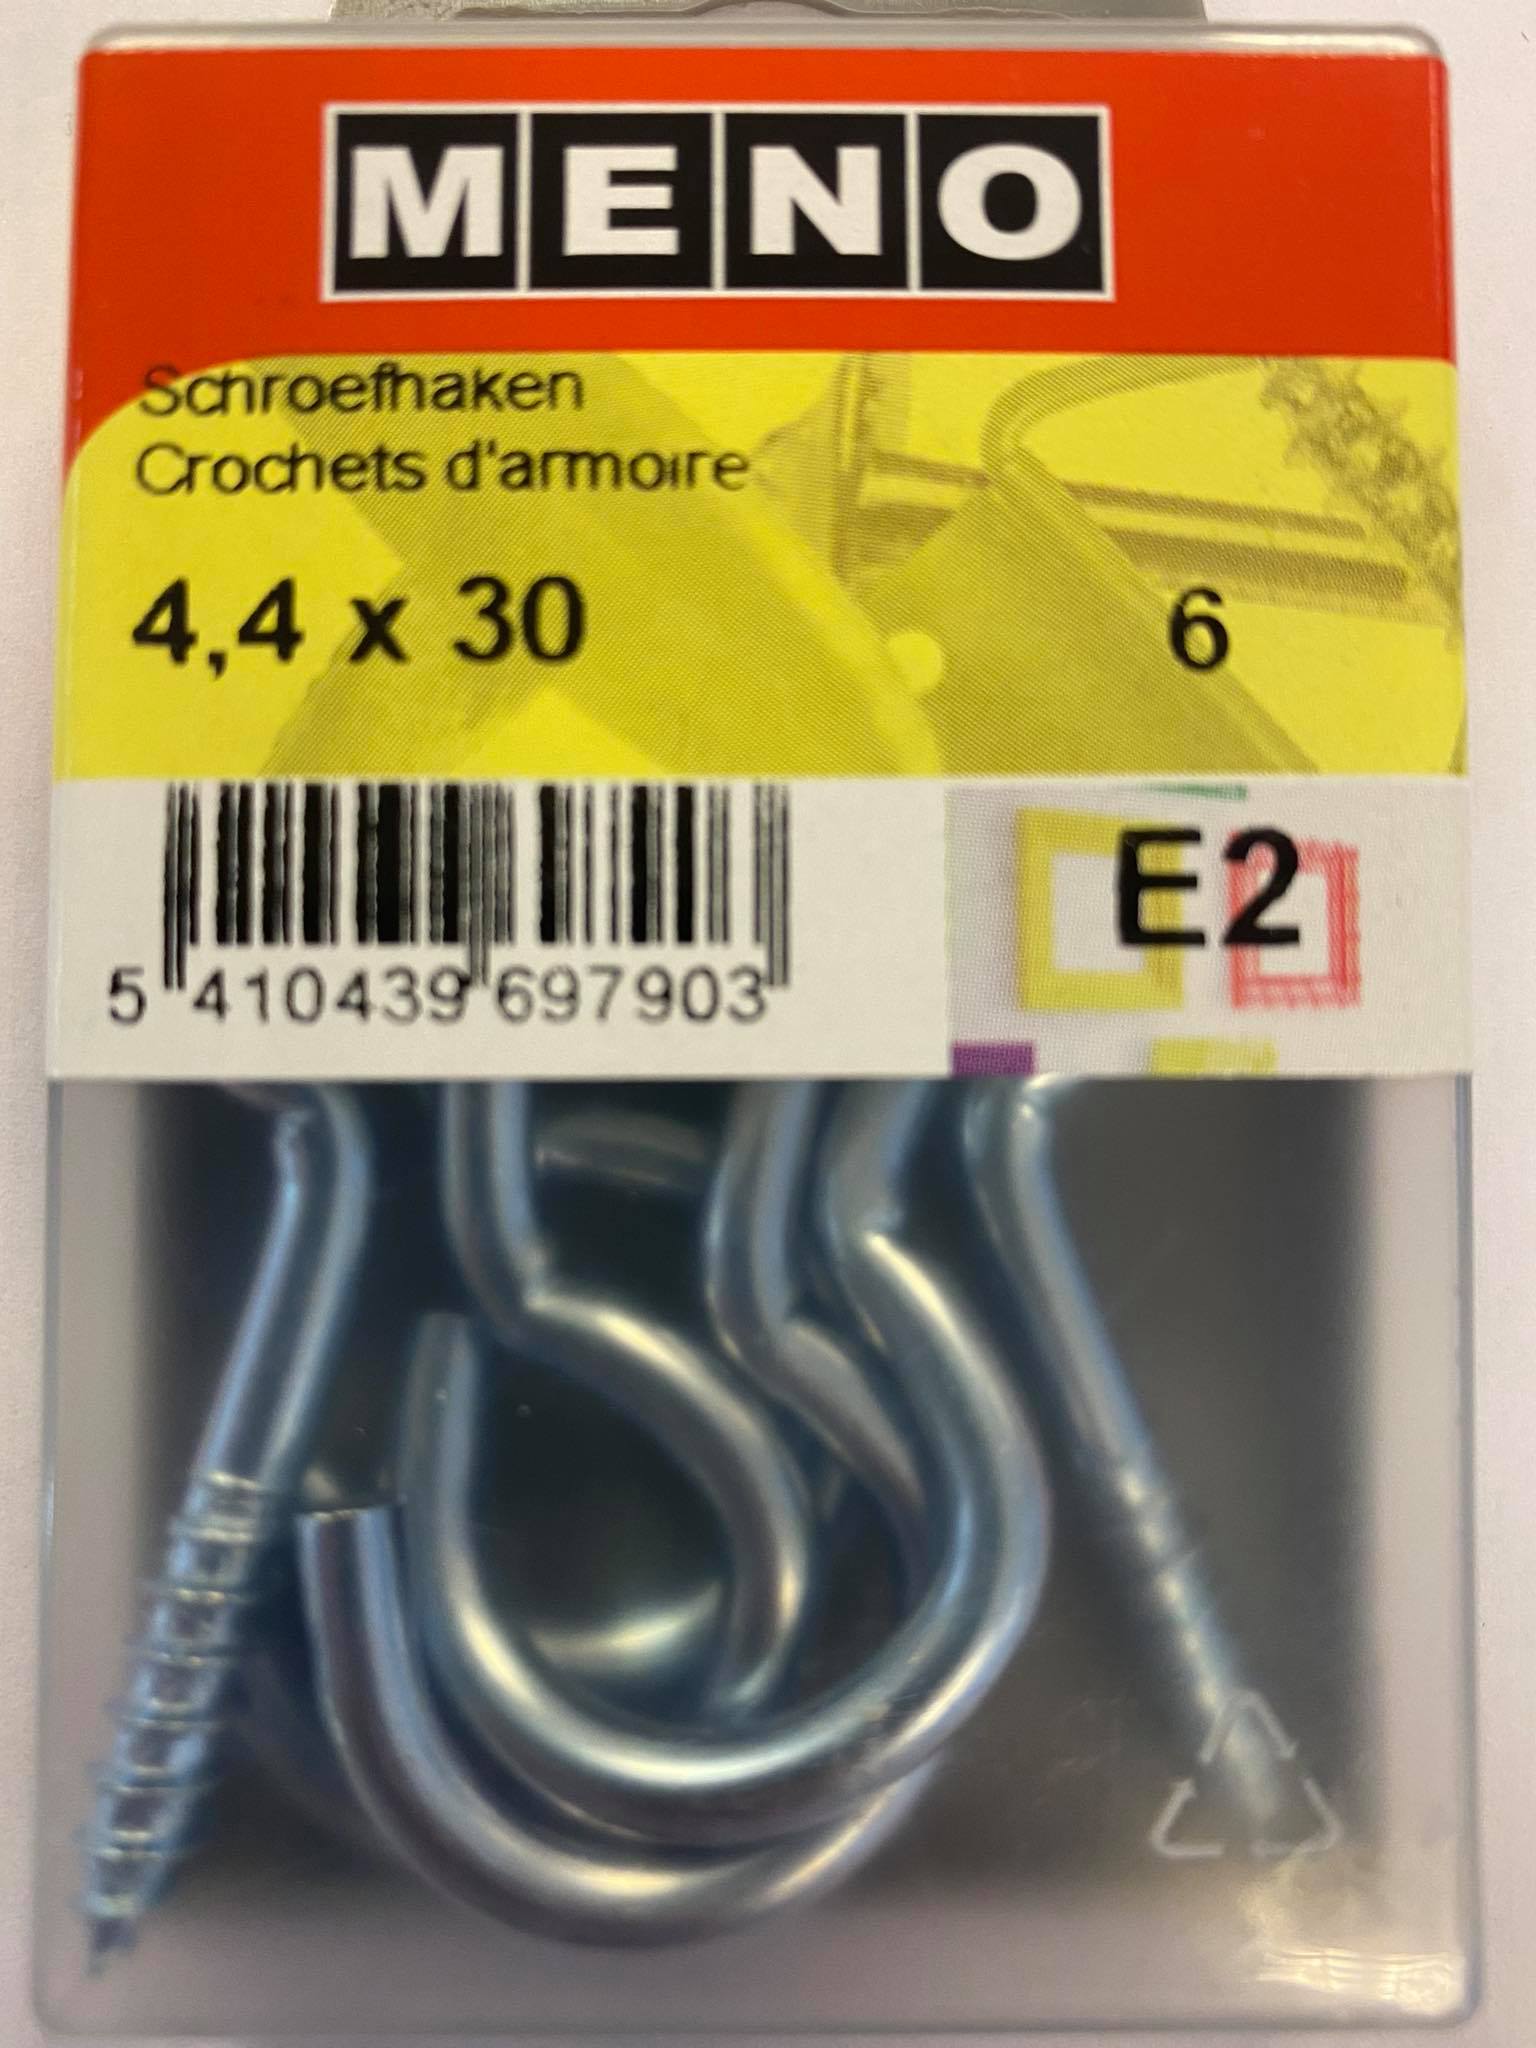 MENO
Schroefhaken
Crochets d'armoire
4,4 x 30 6
E2
5 410439 697903